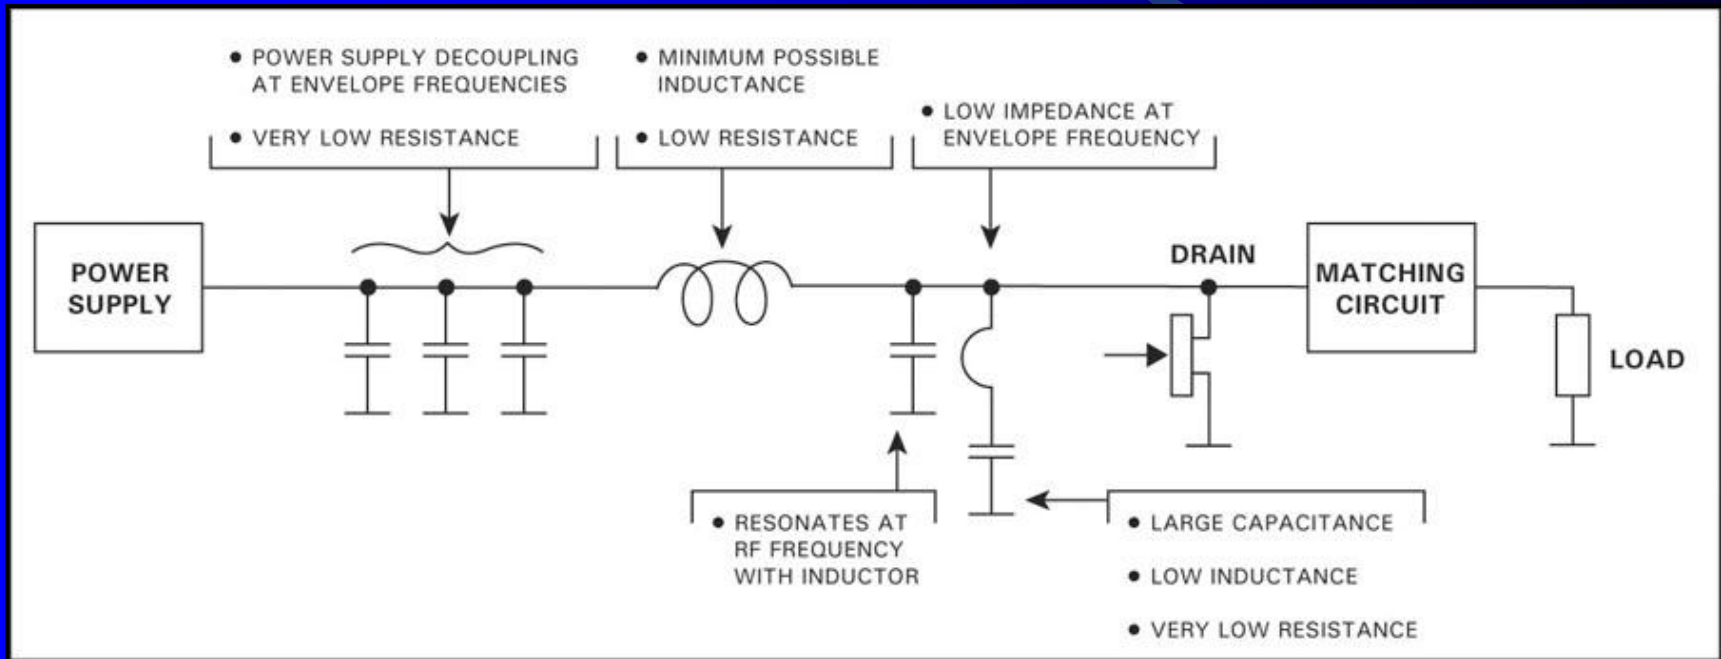 ● POWER SUPPLY DECOUPLING
AT ENVELOPE FREQUENCIES
● VERY LOW RESISTANCE
● MINIMUM POSSIBLE
INDUCTANCE
● LOW RESISTANCE
● LOW IMPEDANCE AT
ENVELOPE FREQUENCY
POWER
SUPPLY
DRAIN
MATCHING
CIRCUIT
LOAD
● RESONATES AT
RF FREQUENCY
WITH INDUCTOR
● LARGE CAPACITANCE
● LOW INDUCTANCE
● VERY LOW RESISTANCE